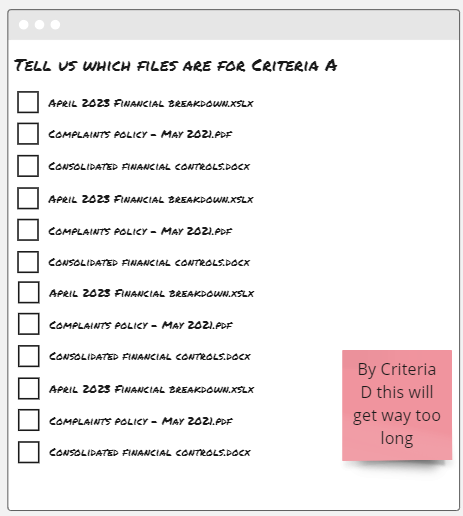 Tell us which files are for Criteria A
April 2023 Financial breakdown.xslx
Complaints policy - May 2021.pdf
Consolidated financial controls.docx
April 2023 Financial breakdown.xslx
Complaints policy - May 2021.pdf
Consolidated financial controls.docx
April 2023 Financial breakdown.xslx
Complaints policy - May 2021.pdf
Consolidated financial controls.docx
April 2023 Financial breakdown.xslx
Complaints policy - May 2021.pdf
Consolidated financial controls.docx
By Criteria
D this will
get way too
long